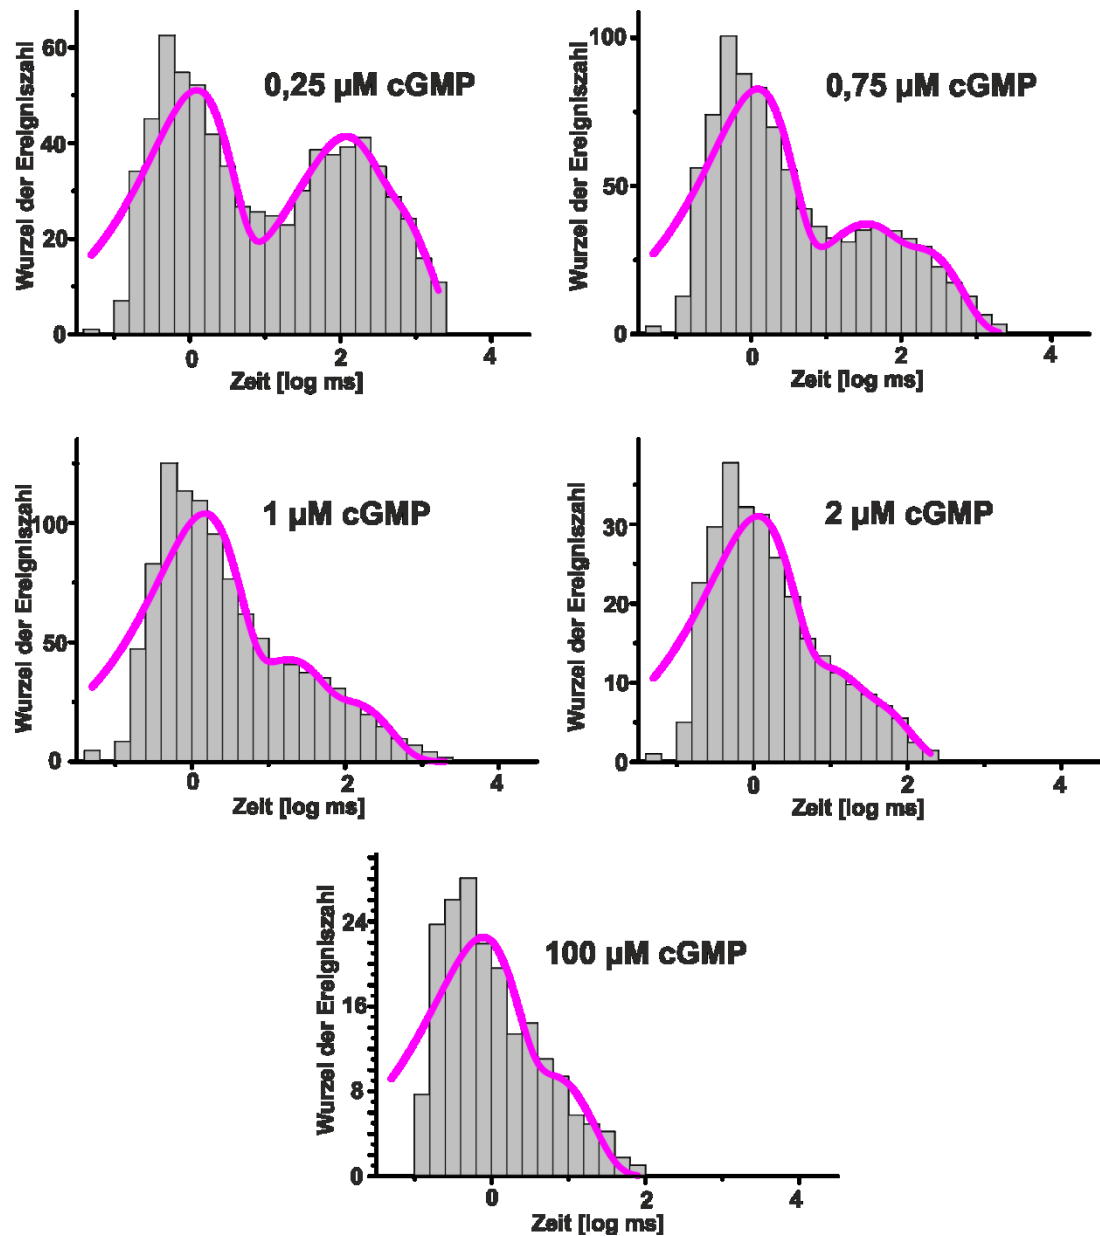 0,25 µM cGMP
Wurzel der Ereigniszahl
60
40
20
0
0 2 4
Zeit [log ms]
0,75 µM cGMP
Wurzel der Ereigniszahl
100
50
0
0 2 4
Zeit [log ms]
1 µM cGMP
Wurzel der Ereigniszahl
100
50
0
0 2 4
Zeit [log ms]
2 µM cGMP
Wurzel der Ereigniszahl
30
20
10
0
0 2 4
Zeit [log ms]
100 µM cGMP
Wurzel der Ereigniszahl
24
16
8
0
0 2 4
Zeit [log ms]